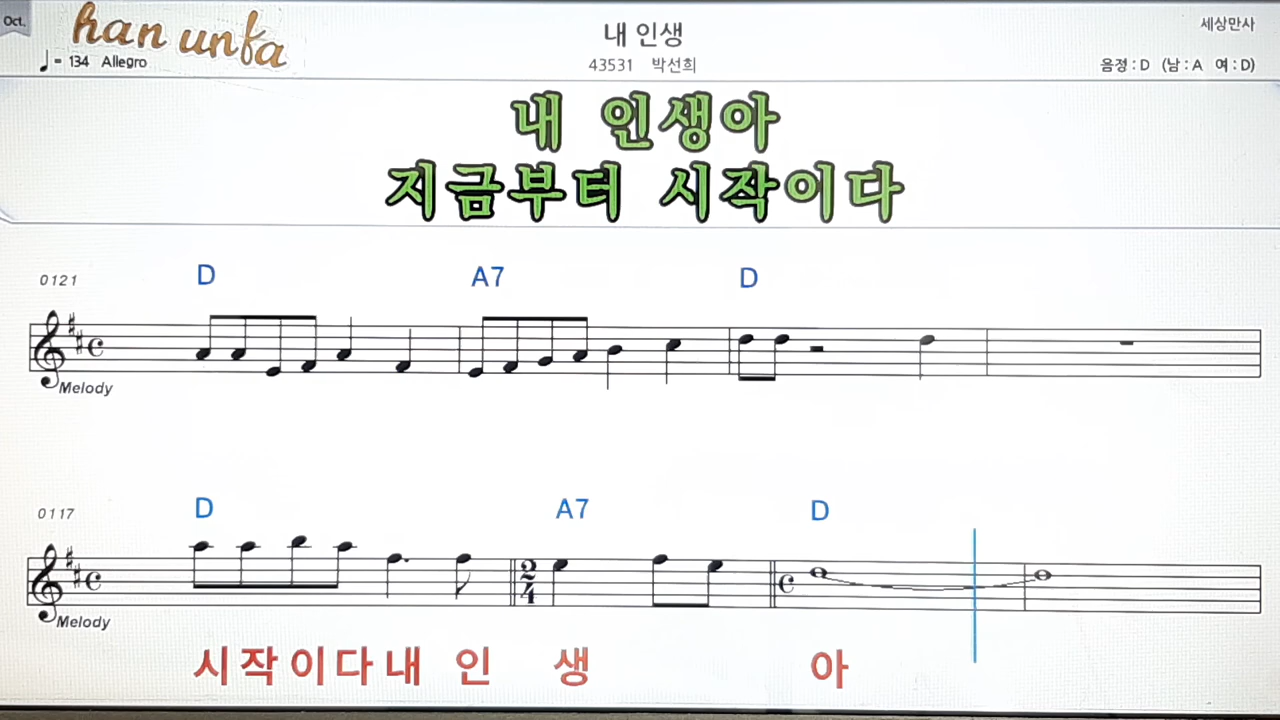 Oct.
han unfa
♩ = 134 Allegro
내 인생
43531 박선희
세상만사
음정 : D (남 : A 여 : D)
내 인생아
지금부터 시작이다
0121
D A7 D
Melody
0117
D A7 D
2
4
Melody
시작이다내 인 생 아